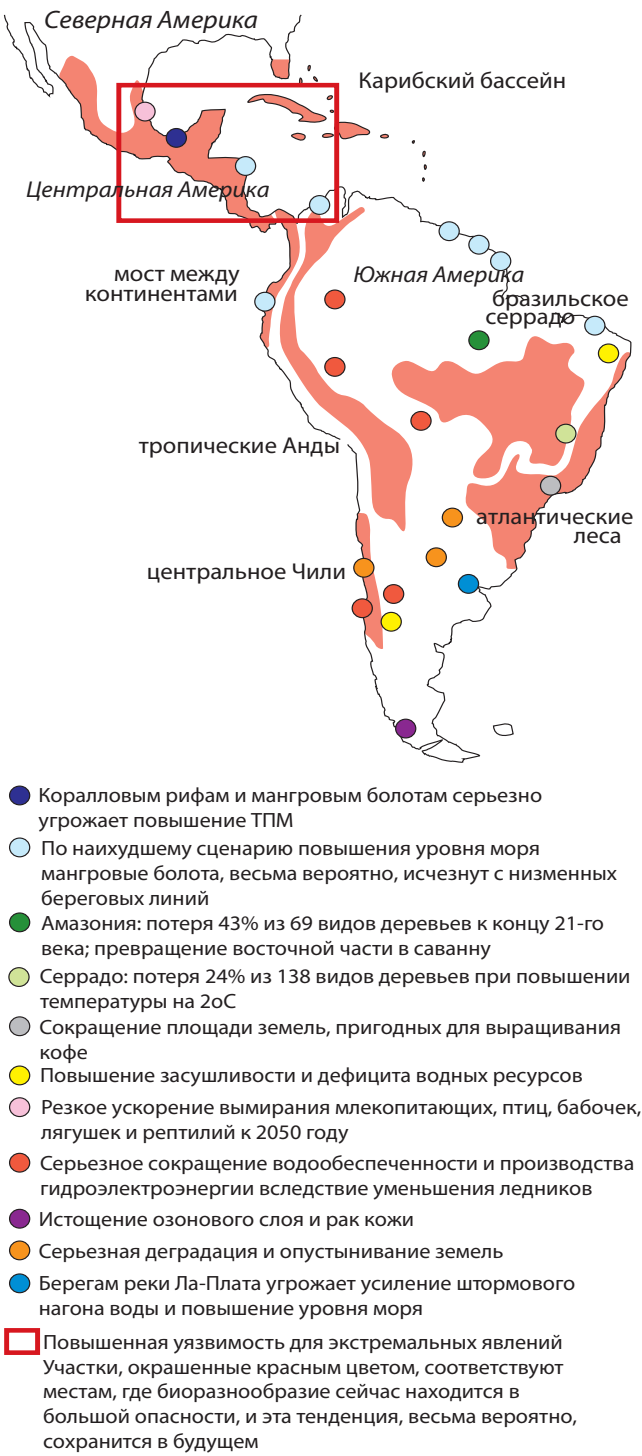 Северная Америка
Карибский бассейн
Центральная Америка
мост между
континентами
Южная Америка
бразильское
серрадо
тропические Анды
атлантические
леса
центральное Чили
Коралловым рифам и мангровым болотам серьезно
угрожает повышение ТПМ
По наихудшему сценарию повышения уровня моря
мангровые болота, весьма вероятно, исчезнут с низменных
береговых линий
Амазония: потеря 43% из 69 видов деревьев к концу 21-го
века; превращение восточной части в саванну
Серрадо: потеря 24% из 138 видов деревьев при повышении
температуры на 2оС
Сокращение площади земель, пригодных для выращивания
кофе
Повышение засушливости и дефицита водных ресурсов
Резкое ускорение вымирания млекопитающих, птиц, бабочек,
лягушек и рептилий к 2050 году
Серьезное сокращение водообеспеченности и производства
гидроэлектроэнергии вследствие уменьшения ледников
Истощение озонового слоя и рак кожи
Серьезная деградация и опустынивание земель
Берегам реки Ла-Плата угрожает усиление штормового
нагона воды и повышение уровня моря
Повышенная уязвимость для экстремальных явлений
Участки, окрашенные красным цветом, соответствуют
местам, где биоразнообразие сейчас находится в
большой опасности, и эта тенденция, весьма вероятно,
сохранится в будущем